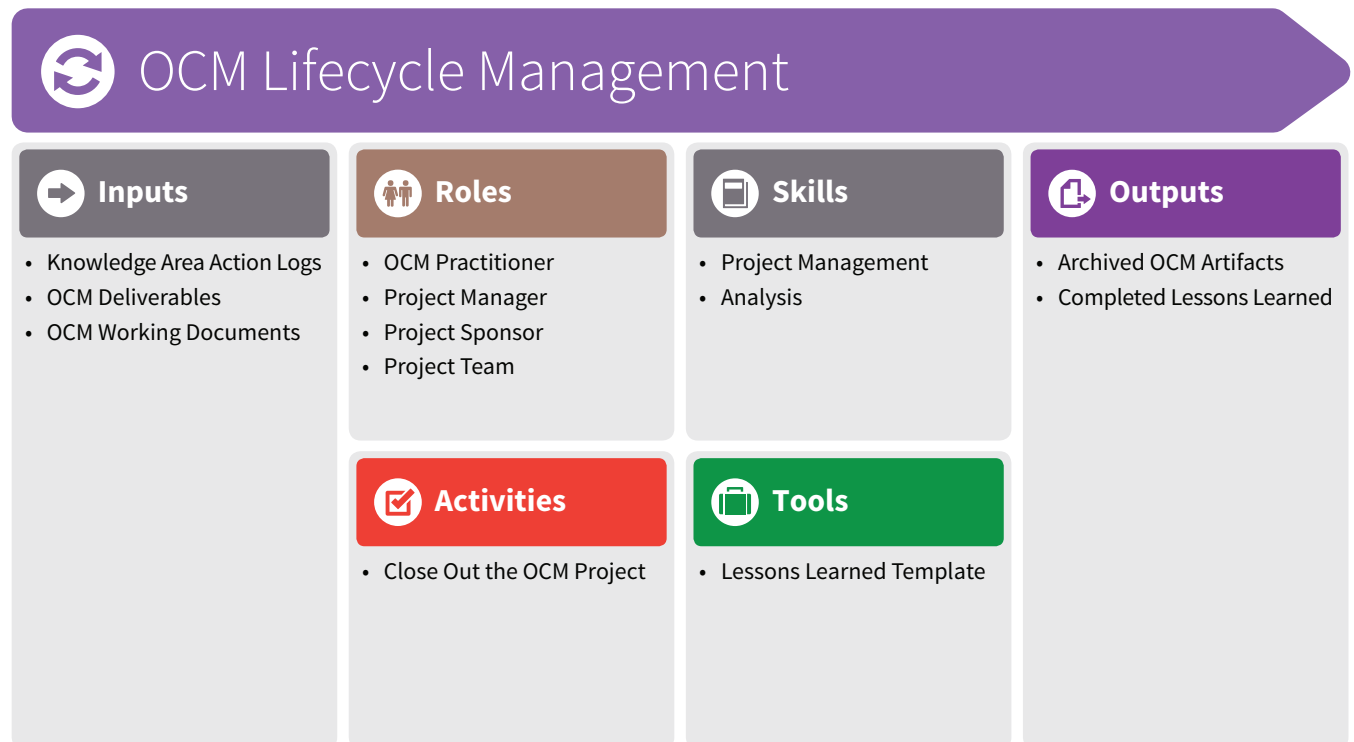 OCM Lifecycle Management
Inputs
• Knowledge Area Action Logs
• OCM Deliverables
• OCM Working Documents
Roles
• OCM Practitioner
• Project Manager
• Project Sponsor
• Project Team
Skills
• Project Management
• Analysis
Outputs
• Archived OCM Artifacts
• Completed Lessons Learned
Activities
• Close Out the OCM Project
Tools
• Lessons Learned Template